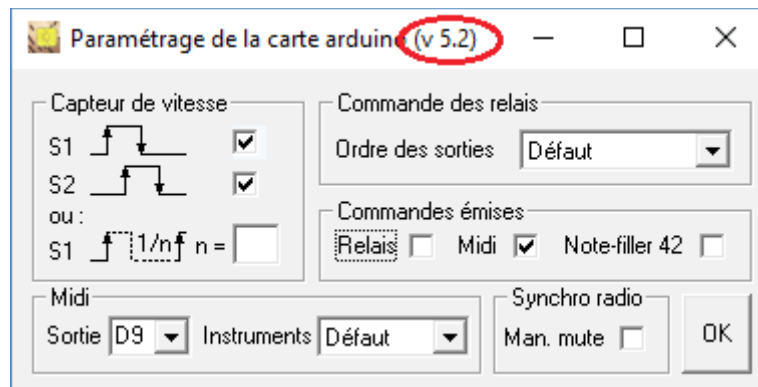 Paramétrage de la carte arduino (v 5.2)
Capteur de vitesse
S1
S2
ou :
S1 1/n n =
Commande des relais
Ordre des sorties Défaut
Commandes émises
Relais Midi Note-filler 42
Midi
Sortie D9 Instruments Défaut
Synchro radio
Man. mute
OK